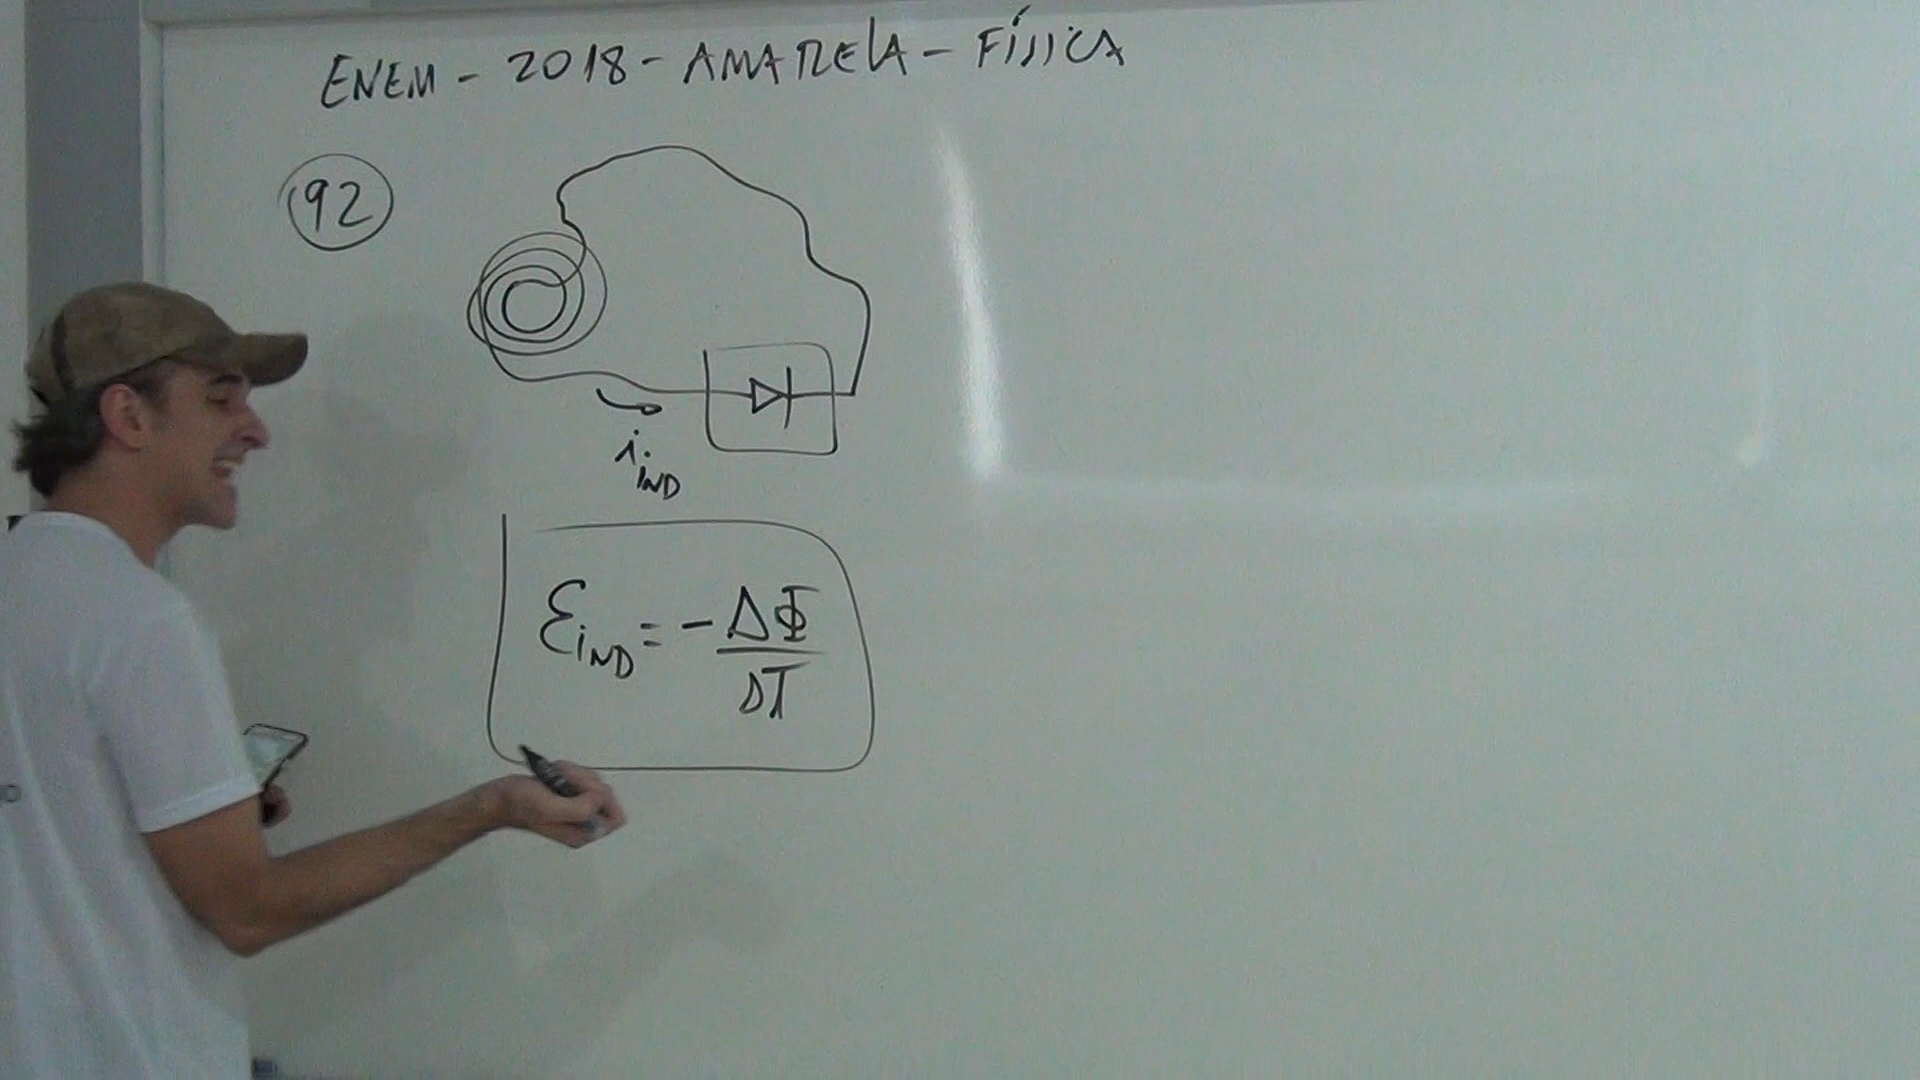 ENEM - 2018 - AMARELA - FÍSICA
92
i IND
Ɛ IND = - ΔΦ
ΔT